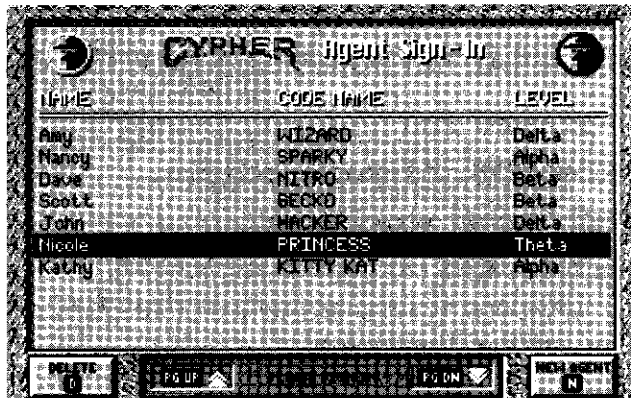 CYPHER Agent Sign-In
NAME CODE NAME LEVEL
Amy WIZARD Delta
Nancy SPARKY Alpha
Dave NITRO Beta
Scott GECKO Beta
John HACKER Delta
Nicole PRINCESS Theta
Kathy KITTY KAT Alpha
DELETE PG UP PG DN NEW AGENT
D N